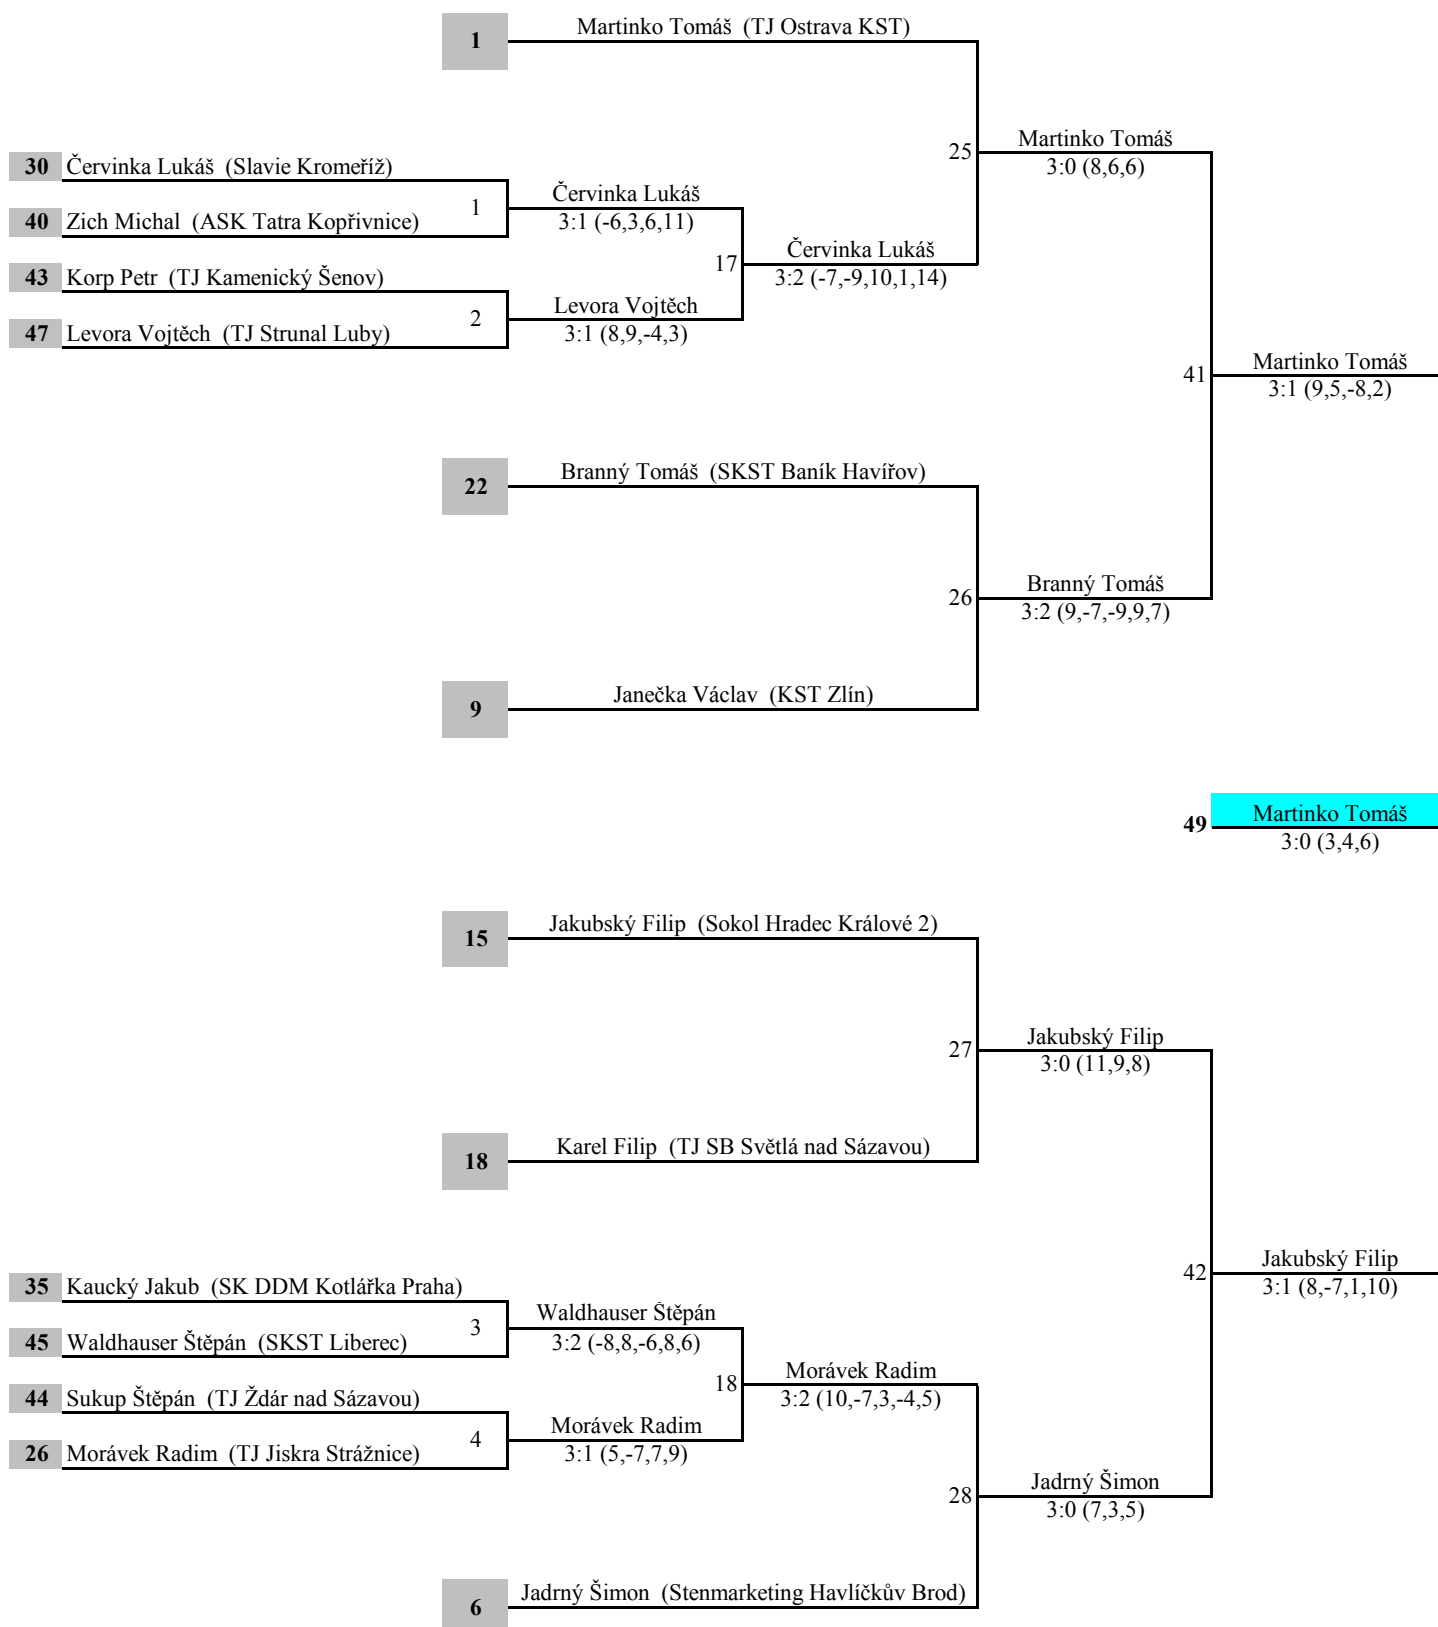 1 Martinko Tomáš (TJ Ostrava KST)
25 Martinko Tomáš
3:0 (8,6,6)
30 Červinka Lukáš (Slavie Kromeříž)
1 Červinka Lukáš
3:1 (-6,3,6,11)
40 Zich Michal (ASK Tatra Kopřivnice)
17 Červinka Lukáš
3:2 (-7,-9,10,1,14)
43 Korp Petr (TJ Kamenický Šenov)
2 Levora Vojtěch
3:1 (8,9,-4,3)
47 Levora Vojtěch (TJ Strunal Luby)
41 Martinko Tomáš
3:1 (9,5,-8,2)
22 Branný Tomáš (SKST Baník Havířov)
26 Branný Tomáš
3:2 (9,-7,-9,9,7)
9 Janečka Václav (KST Zlín)
49 Martinko Tomáš
3:0 (3,4,6)
15 Jakubský Filip (Sokol Hradec Králové 2)
27 Jakubský Filip
3:0 (11,9,8)
18 Karel Filip (TJ SB Světlá nad Sázavou)
42 Jakubský Filip
3:1 (8,-7,1,10)
35 Kaucký Jakub (SK DDM Kotlářka Praha)
3 Waldhauser Štěpán
3:2 (-8,8,-6,8,6)
45 Waldhauser Štěpán (SKST Liberec)
18 Morávek Radim
3:2 (10,-7,3,-4,5)
44 Sukup Štěpán (TJ Ždár nad Sázavou)
4 Morávek Radim
3:1 (5,-7,7,9)
26 Morávek Radim (TJ Jiskra Strážnice)
28 Jadrný Šimon
3:0 (7,3,5)
6 Jadrný Šimon (Stenmarketing Havlíčkův Brod)